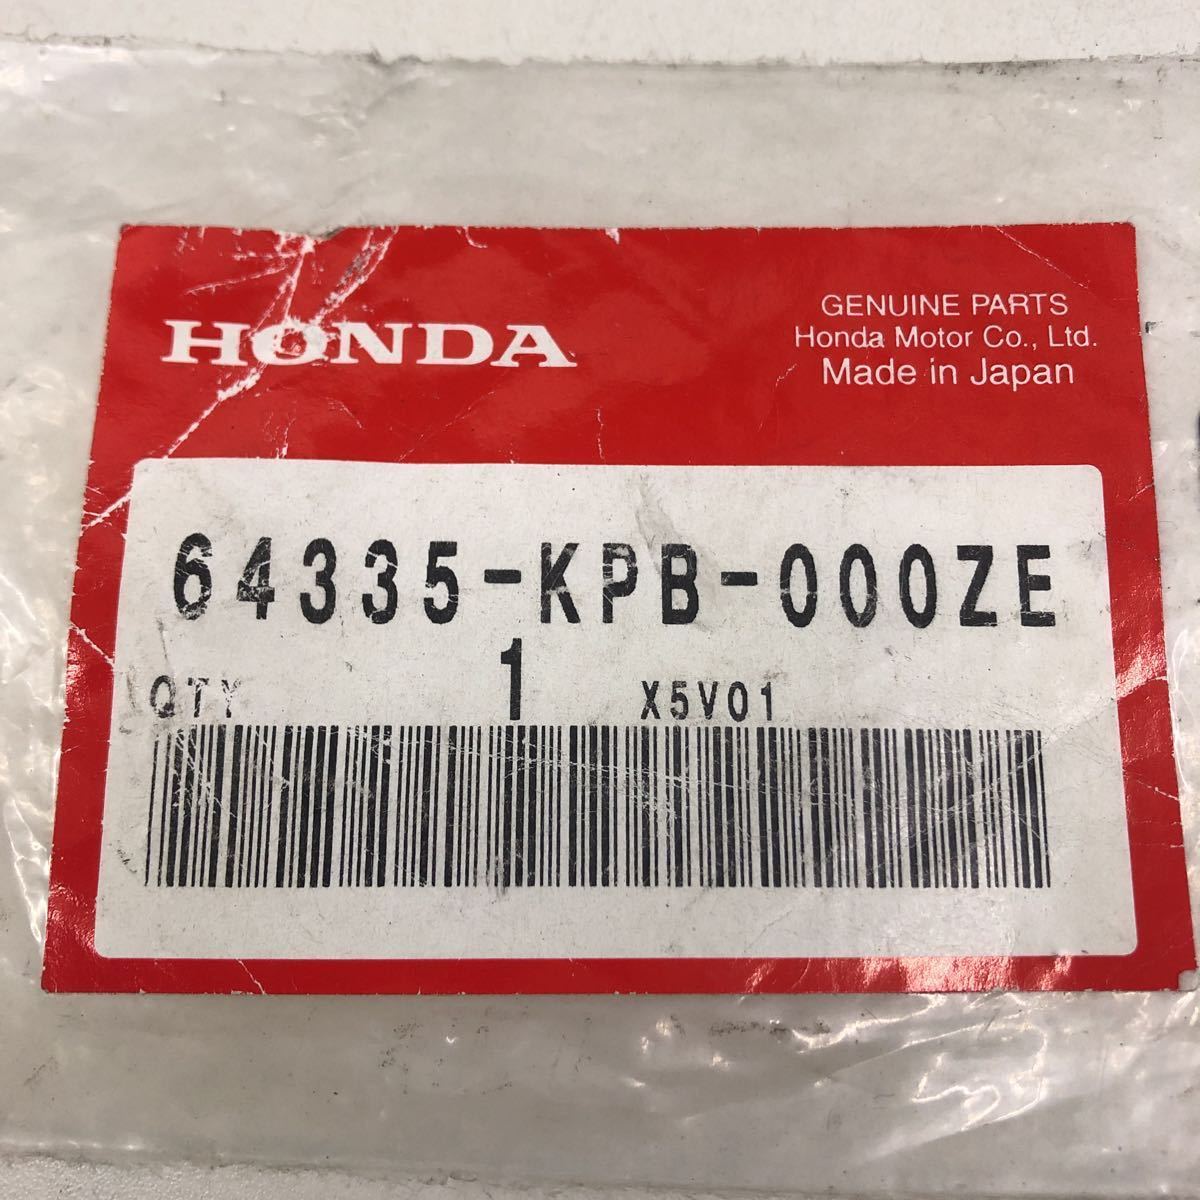 HONDA
GENUINE PARTS
Honda Motor Co., Ltd.
Made in Japan
64335-KPB-000ZE
QTY 1 X5V01